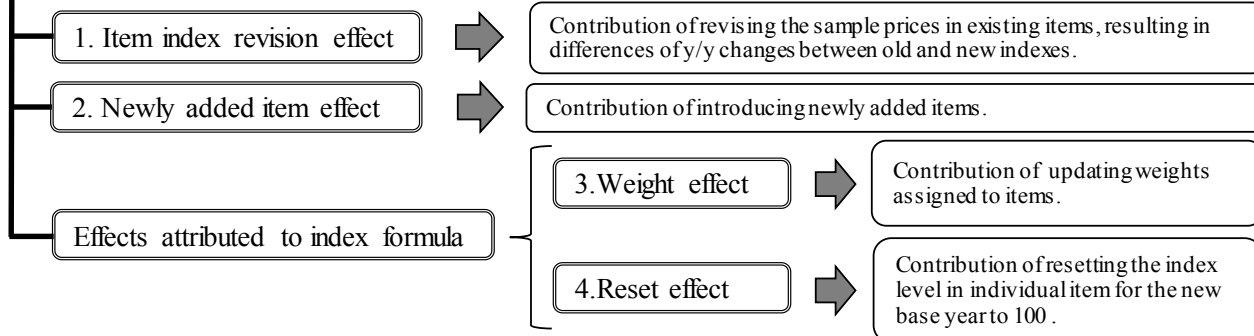 1. Item index revision effect
Contribution of revising the sample prices in existing items, resulting in
differences of y/y changes between old and new indexes.
2. Newly added item effect
Contribution of introducing newly added items.
Effects attributed to index formula
3.Weight effect
Contribution of updating weights
assigned to items.
4.Reset effect
Contribution of resetting the index
level in individual item for the new
base year to 100 .